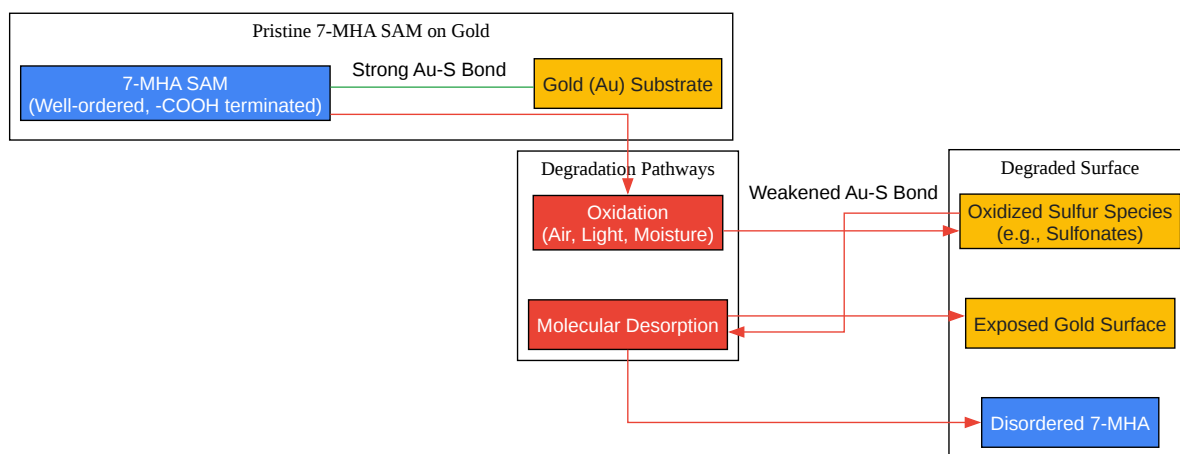 Pristine 7-MHA SAM on Gold
7-MHA SAM
(Well-ordered, -COOH terminated)
Strong Au-S Bond
Gold (Au) Substrate
Degradation Pathways
Oxidation
(Air, Light, Moisture)
Molecular Desorption
Weakened Au-S Bond
Degraded Surface
Oxidized Sulfur Species
(e.g., Sulfonates)
Exposed Gold Surface
Disordered 7-MHA